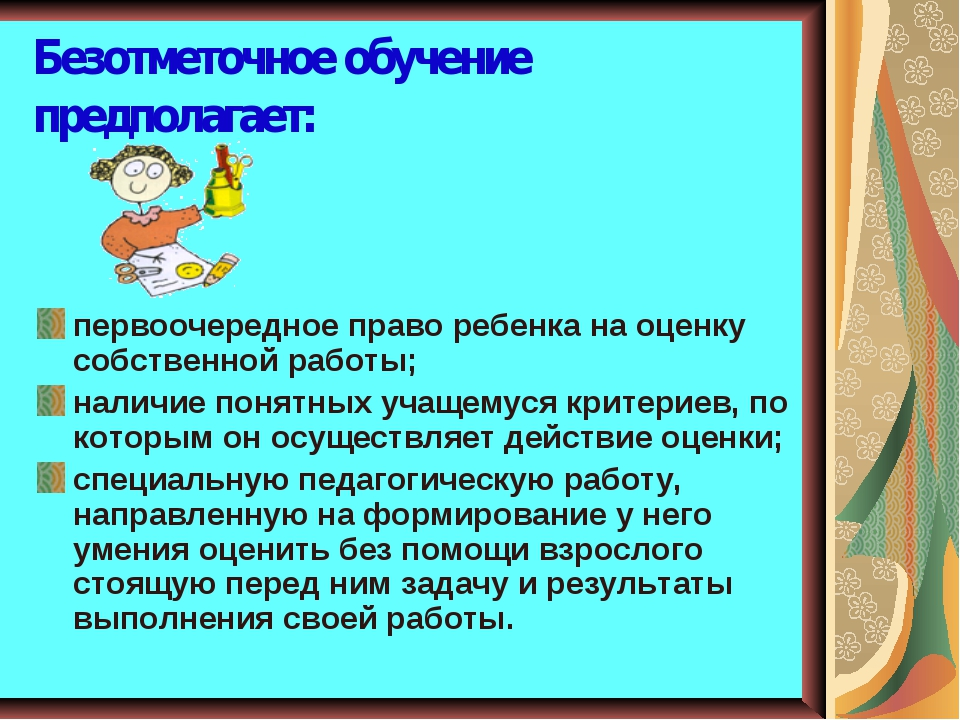 Безотметочное обучение
предполагает:
первоочередное право ребенка на оценку
собственной работы;
наличие понятных учащемуся критериев, по
которым он осуществляет действие оценки;
специальную педагогическую работу,
направленную на формирование у него
умения оценить без помощи взрослого
стоящую перед ним задачу и результаты
выполнения своей работы.